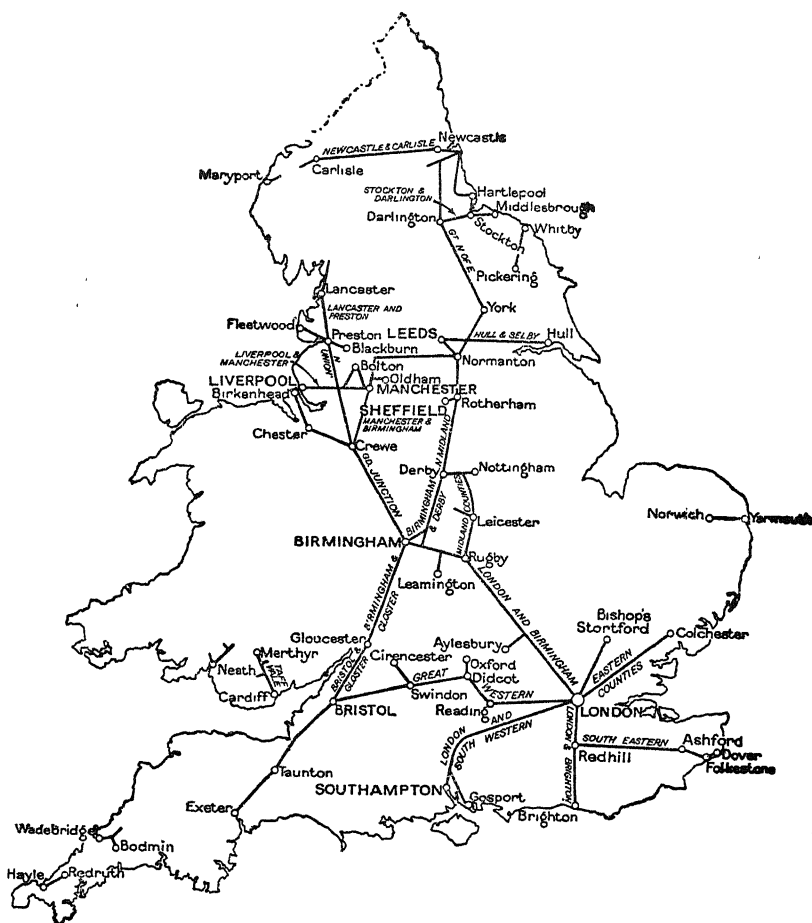 Newcastle
NEWCASTLE & CARLISLE
Carlisle
Maryport
Hartlepool
STOCKTON &
DARLINGTON
Middlesbrough
Darlington
Stockton
Whitby
GT. N. OF E.
Pickering
Lancaster
York
LANCASTER AND
PRESTON
Fleetwood
Preston
LEEDS
HULL & SELBY
Hull
Blackburn
N. UNION
Normanton
LIVERPOOL &
MANCHESTER
Bolton
Oldham
LIVERPOOL
MANCHESTER
Birkenhead
SHEFFIELD
Rotherham
MANCHESTER &
BIRMINGHAM
Chester
Crewe
N. MIDLAND
GD. JUNCTION
Derby
Nottingham
BIRMINGHAM
& DERBY
MIDLAND COUNTIES
Leicester
Norwich
Yarmouth
BIRMINGHAM
Rugby
Leamington
BIRMINGHAM &
GLOSTER
LONDON AND BIRMINGHAM
Bishop's
Stortford
Colchester
Gloucester
Aylesbury
Merthyr
Cirencester
Oxford
Didcot
EASTERN
COUNTIES
Neath
TAFF
VALE
BRISTOL &
GLOSTER
GREAT
WESTERN
Cardiff
Swindon
BRISTOL
Reading
LONDON
LONDON AND
SOUTH WESTERN
LONDON & BRIGHTON
SOUTH EASTERN
Ashford
Redhill
Dover
Folkestone
Taunton
SOUTHAMPTON
Gosport
Brighton
Exeter
Wadebridge
Bodmin
Hayle
Redruth